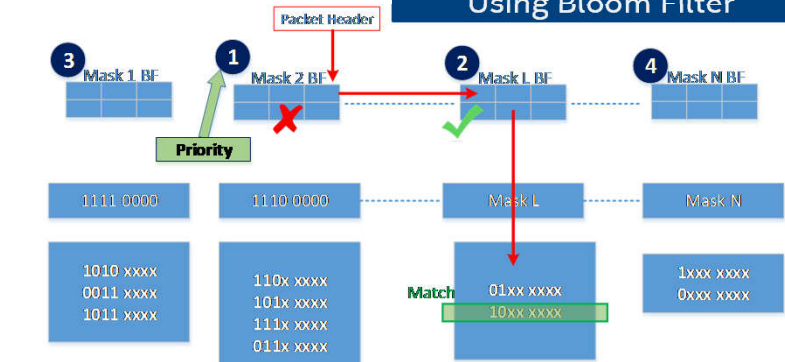 Using Bloom Filter
Packet Header
3
Mask 1 BF
1
Mask 2 BF
2
Mask L BF
4
Mask N BF
Priority
1111 0000
1110 0000
Mask L
Mask N
1010 xxxx
0011 xxxx
1011 xxxx
110x xxxx
101x xxxx
111x xxxx
011x xxxx
Match
01xx xxxx
10xx xxxx
1xxx xxxx
0xxx xxxx